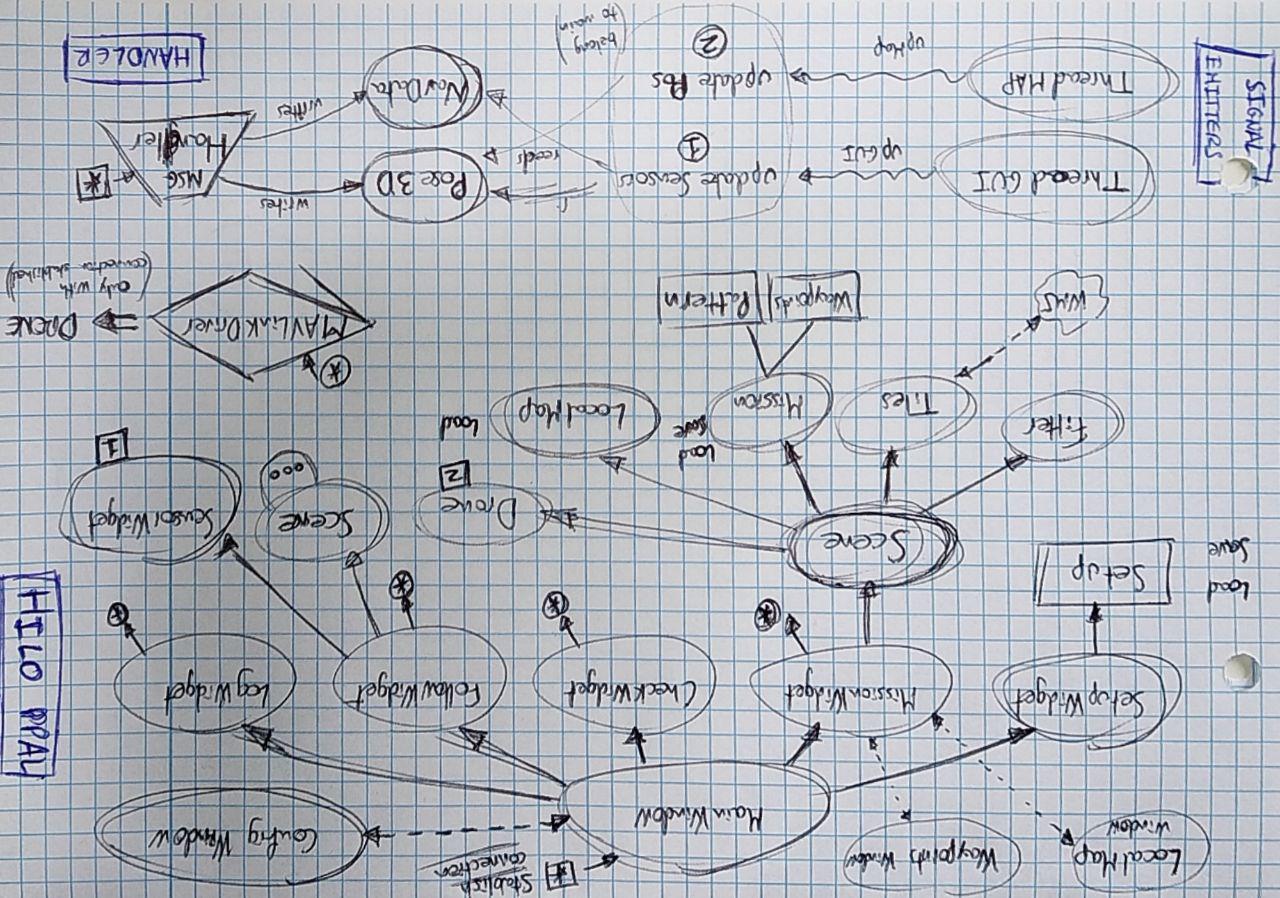 LocalMap
window
Waypoints Window
MainWindow
*
Stablish
connection
Config Window
HILO PPAL
SetupWidget
MissionWidget
CheckWidget
FollowWidget
LogWidget
*
*
*
*
Load
Save
Setup
Scene
Drone
2
Scene
...
SensorWidget
1
Filter
Tiles
Mission
Load
Save
LocalMap
Load
WMS
Waypoints
Pattern
*
MAVLinkDriver
DRONE
(only with
connection stablished)
SIGNAL
EMITTERS
Thread GUI
upGUI
update Sensors
1
r.
reads
Pose 3D
writes
MSG
Handler
*
Thread MAP
upMap
update Pos
2
(belong
to main)
NavData
writes
HANDLER